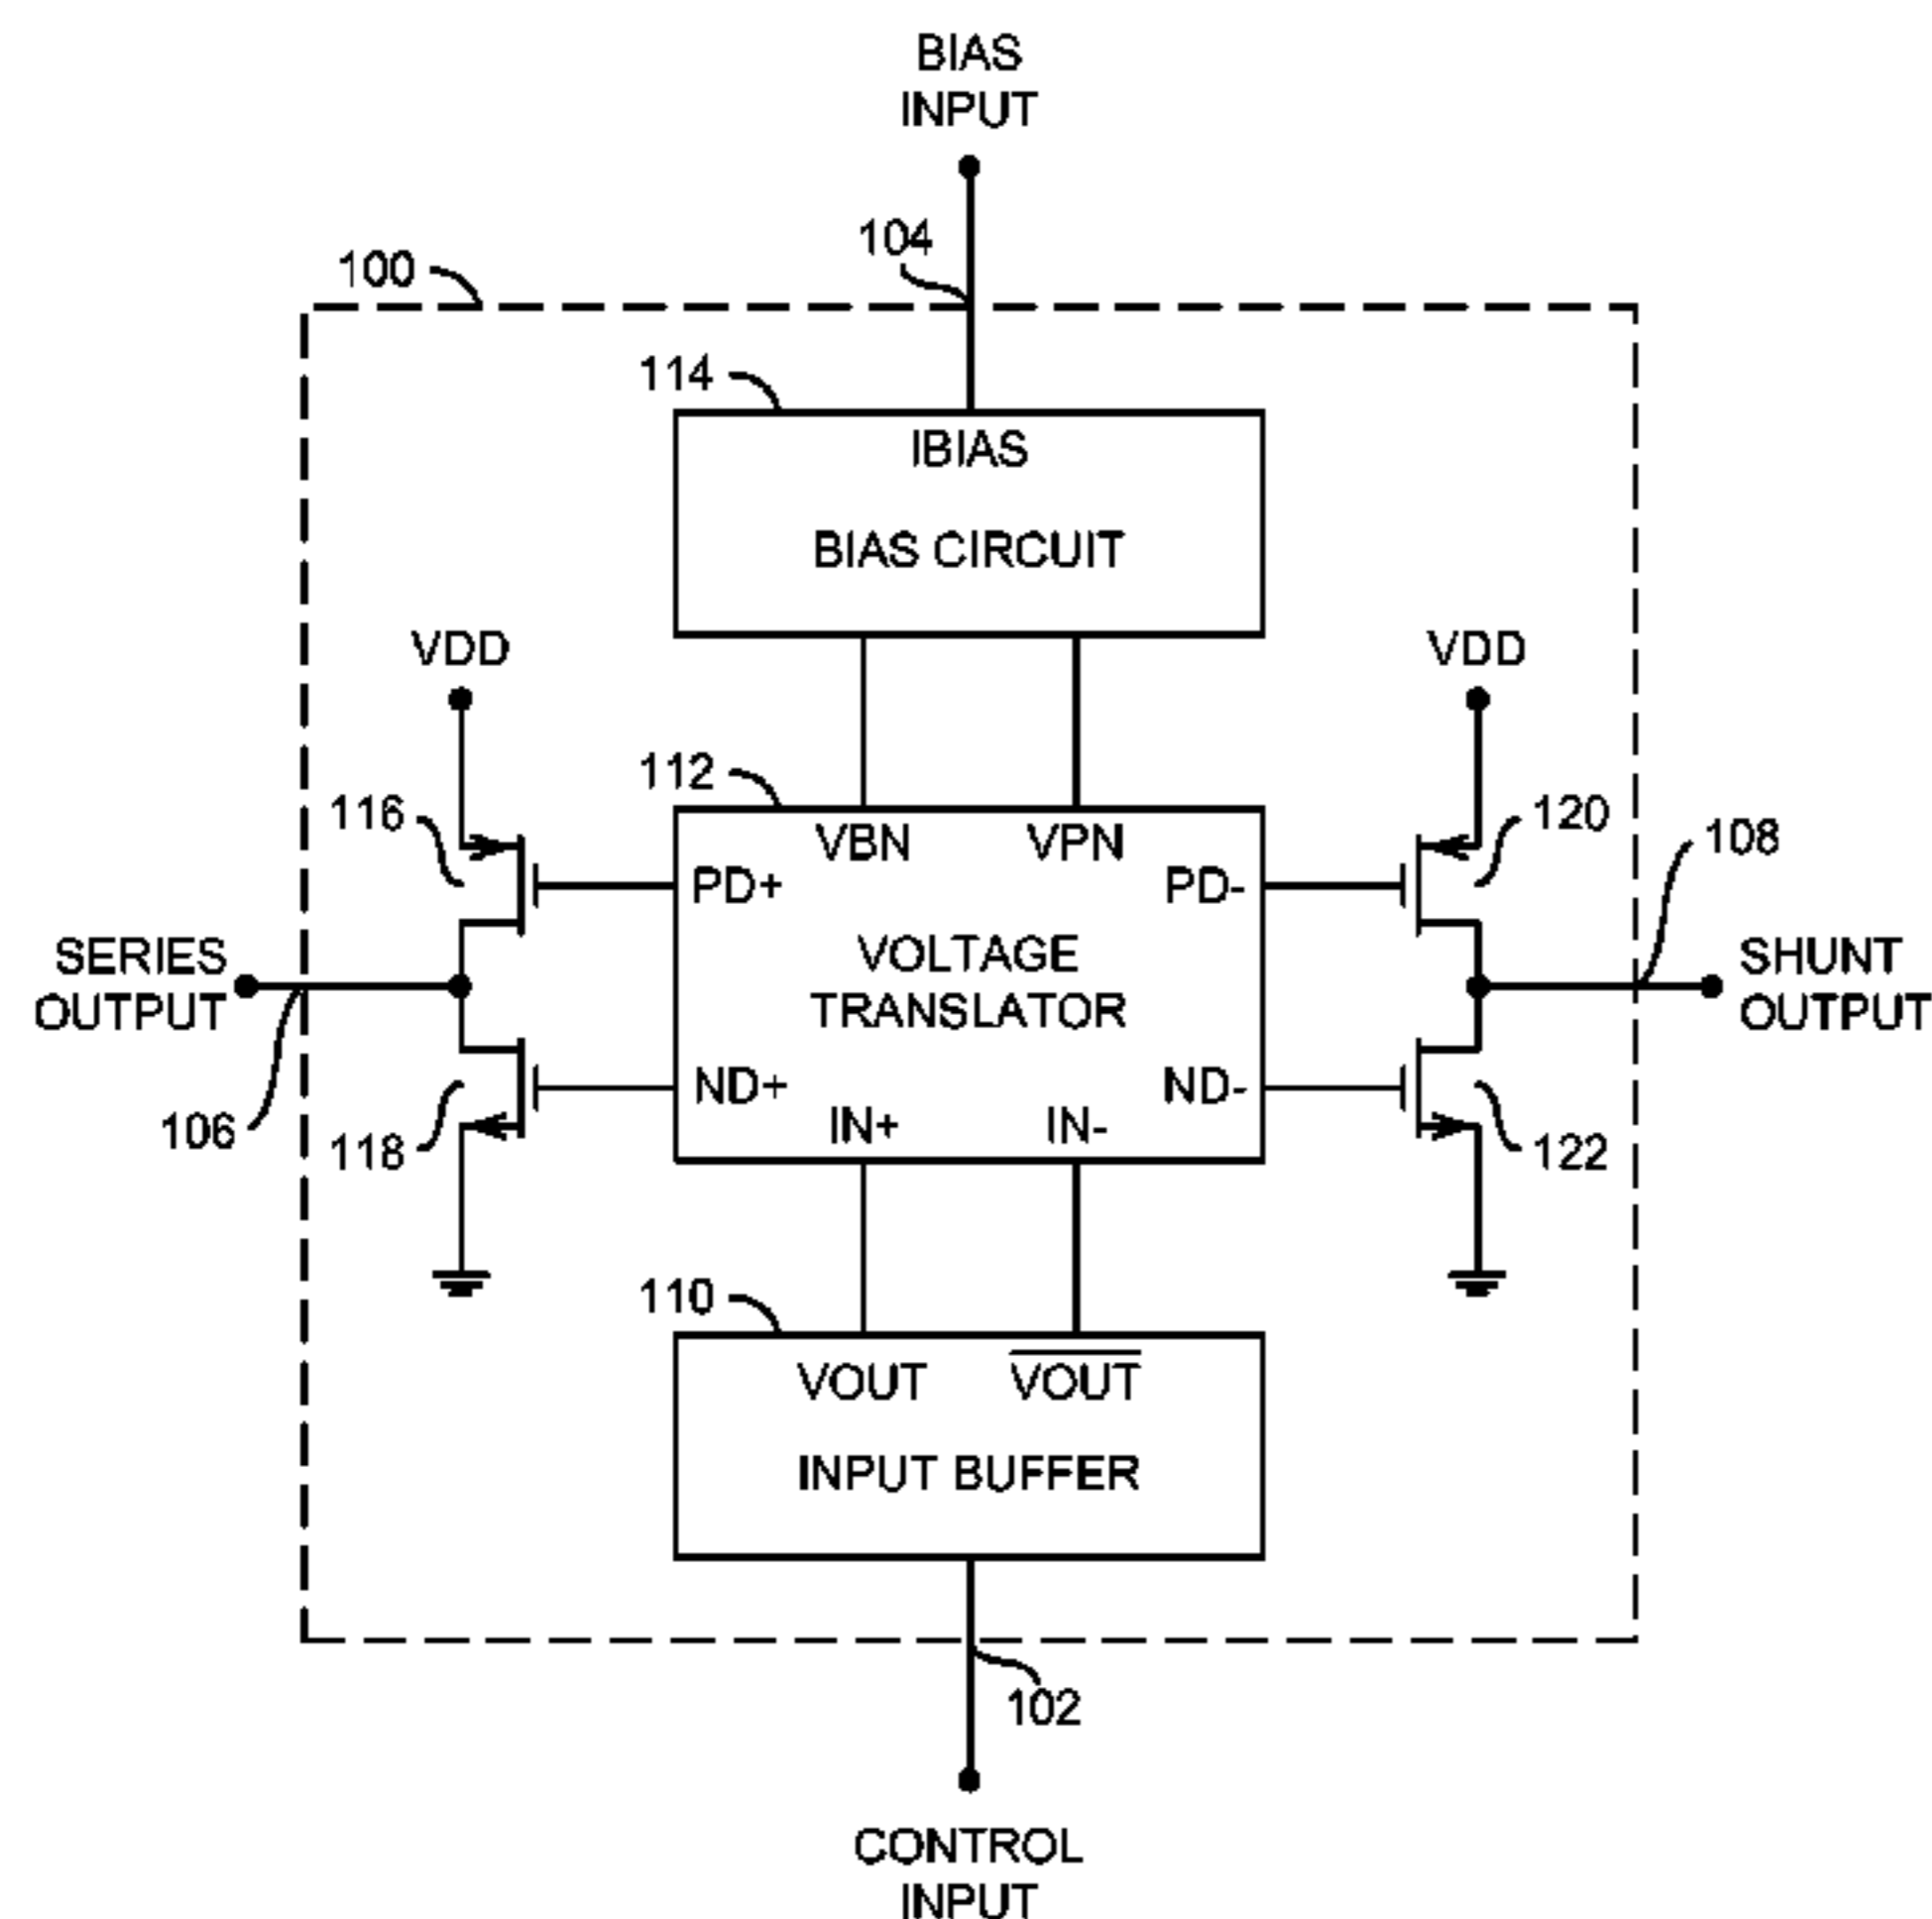 BIAS
INPUT
104
100
114
IBIAS
BIAS CIRCUIT
VDD
VDD
112
116
VBN
VPN
120
108
PD+
PD-
SERIES
OUTPUT
VOLTAGE
TRANSLATOR
SHUNT
OUTPUT
ND+
ND-
106
118
IN+
IN-
122
110
VOUT
V̅O̅U̅T̅
INPUT BUFFER
102
CONTROL
INPUT